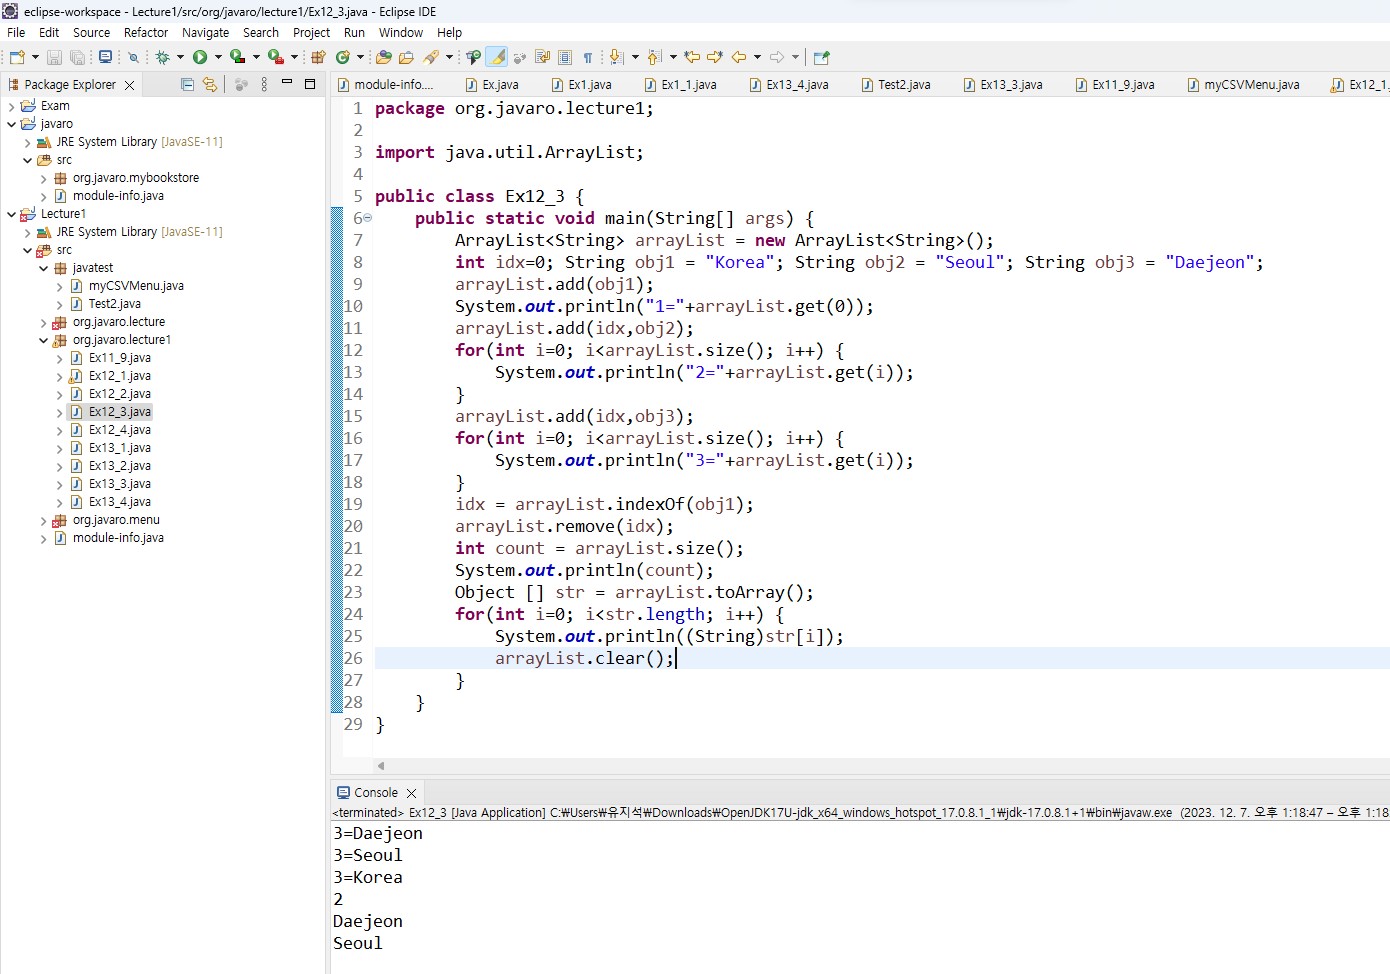 eclipse-workspace - Lecture1/src/org/javaro/lecture1/Ex12_3.java - Eclipse IDE
File Edit Source Refactor Navigate Search Project Run Window Help
Package Explorer
Exam
javaro
JRE System Library [JavaSE-11]
src
org.javaro.mybookstore
module-info.java
Lecture1
JRE System Library [JavaSE-11]
src
javatest
myCSVMenu.java
Test2.java
org.javaro.lecture
org.javaro.lecture1
Ex11_9.java
Ex12_1.java
Ex12_2.java
Ex12_3.java
Ex12_4.java
Ex13_1.java
Ex13_2.java
Ex13_3.java
Ex13_4.java
org.javaro.menu
module-info.java
module-info.... Ex.java Ex1.java Ex1_1.java Ex13_4.java Test2.java Ex13_3.java Ex11_9.java myCSVMenu.java Ex12_1.
1 package org.javaro.lecture1;
2
3 import java.util.ArrayList;
4
5 public class Ex12_3 {
6 public static void main(String[] args) {
7 ArrayList<String> arrayList = new ArrayList<String>();
8 int idx=0; String obj1 = "Korea"; String obj2 = "Seoul"; String obj3 = "Daejeon";
9 arrayList.add(obj1);
10 System.out.println("1="+arrayList.get(0));
11 arrayList.add(idx,obj2);
12 for(int i=0; i<arrayList.size(); i++) {
13 System.out.println("2="+arrayList.get(i));
14 }
15 arrayList.add(idx,obj3);
16 for(int i=0; i<arrayList.size(); i++) {
17 System.out.println("3="+arrayList.get(i));
18 }
19 idx = arrayList.indexOf(obj1);
20 arrayList.remove(idx);
21 int count = arrayList.size();
22 System.out.println(count);
23 Object [] str = arrayList.toArray();
24 for(int i=0; i<str.length; i++) {
25 System.out.println((String)str[i]);
26 arrayList.clear();
27 }
28 }
29 }
Console
<terminated> Ex12_3 [Java Application] C:₩Users₩유지석₩Downloads₩OpenJDK17U-jdk_x64_windows_hotspot_17.0.8.1_1₩jdk-17.0.8.1+1₩bin₩javaw.exe (2023. 12. 7. 오후 1:18:47 – 오후 1:18
3=Daejeon
3=Seoul
3=Korea
2
Daejeon
Seoul